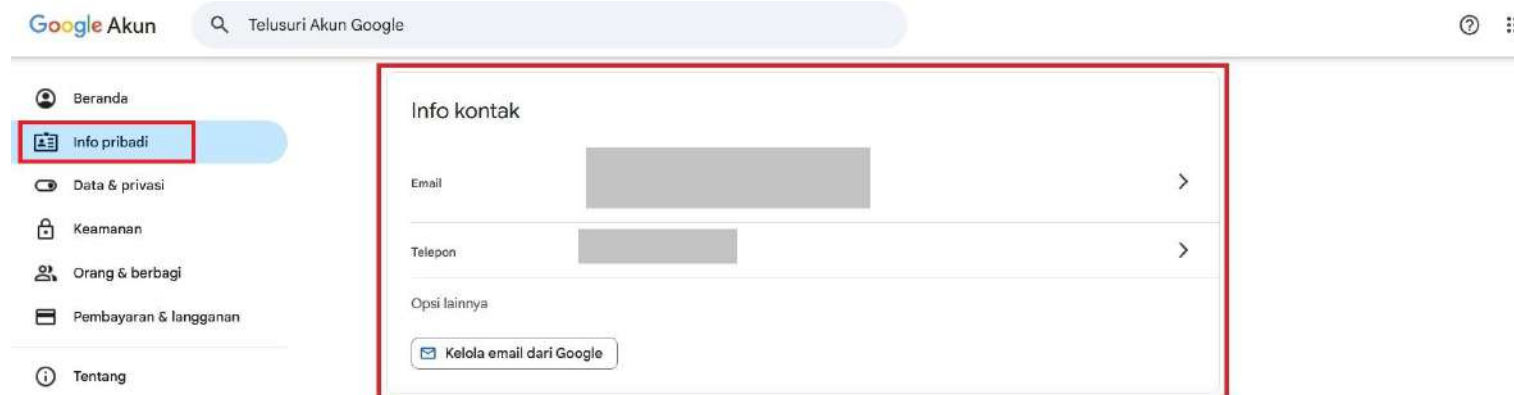 Google Akun
Telusuri Akun Google
Beranda
Info pribadi
Data & privasi
Keamanan
Orang & berbagi
Pembayaran & langganan
Tentang
Info kontak
Email
Telepon
Opsi lainnya
Kelola email dari Google